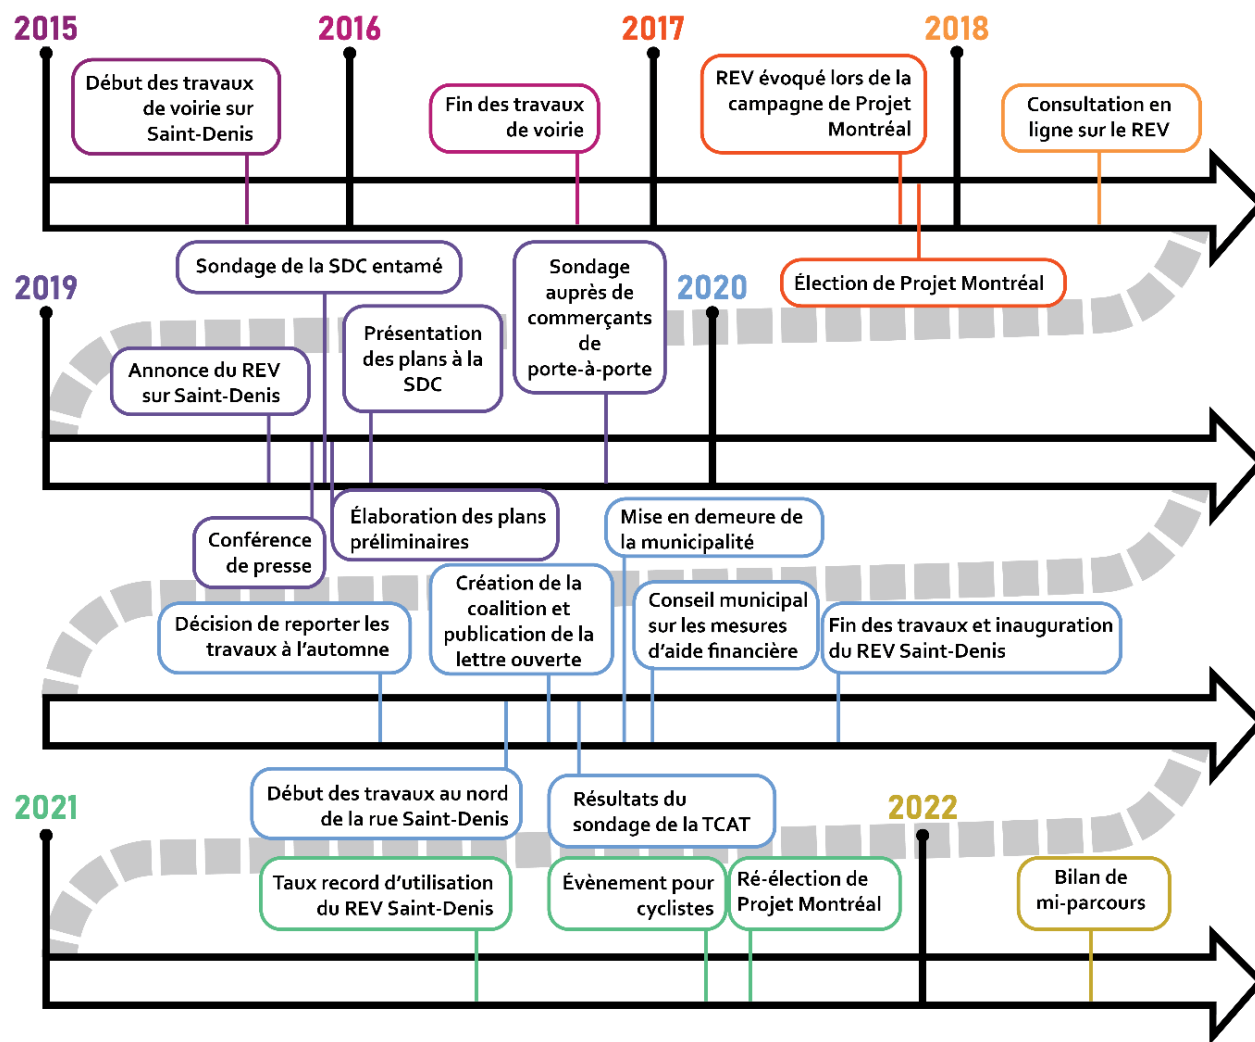 2015
2016
2017
2018
Début des travaux
de voirie sur
Saint-Denis
Fin des travaux
de voirie
REV évoqué lors de la
campagne de Projet
Montréal
Consultation en
ligne sur le REV
Élection de Projet Montréal
2019
2020
Sondage de la SDC entamé
Annonce du REV
sur Saint-Denis
Présentation
des plans à la
SDC
Sondage
auprès de
commerçants
de
porte-à-porte
Conférence
de presse
Élaboration des plans
préliminaires
Mise en demeure de
la municipalité
Décision de reporter les
travaux à l'automne
Création de la
coalition et
publication de la
lettre ouverte
Conseil municipal
sur les mesures
d'aide financière
Fin des travaux et inauguration
du REV Saint-Denis
Début des travaux au nord
de la rue Saint-Denis
Résultats du
sondage de la TCAT
2021
2022
Taux record d'utilisation
du REV Saint-Denis
Évènement pour
cyclistes
Ré-élection de
Projet Montréal
Bilan de
mi-parcours